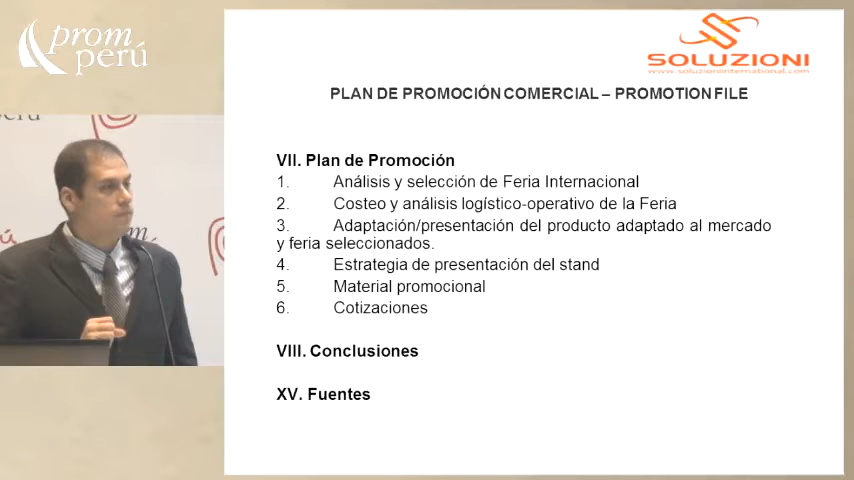 prom
perú
SOLUZIONI
www.soluzioniinternational.com
PLAN DE PROMOCIÓN COMERCIAL – PROMOTION FILE
VII. Plan de Promoción
1. Análisis y selección de Feria Internacional
2. Costeo y análisis logístico-operativo de la Feria
3. Adaptación/presentación del producto adaptado al mercado
y feria seleccionados.
4. Estrategia de presentación del stand
5. Material promocional
6. Cotizaciones
VIII. Conclusiones
XV. Fuentes